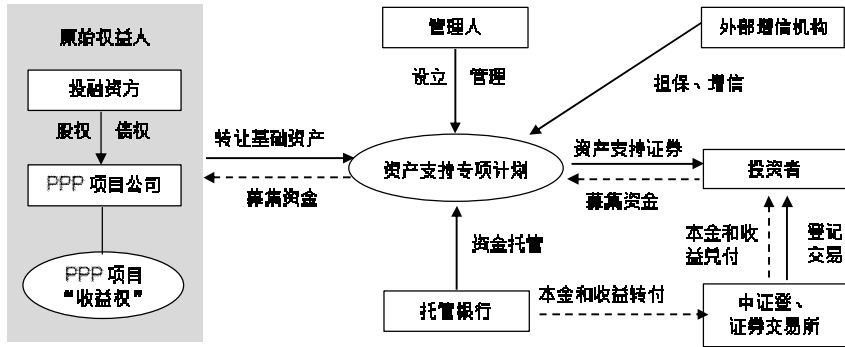 原始权益人
投融资方
股权 债权
PPP 项目公司
PPP 项目
“收益权”
转让基础资产
募集资金
管理人
设立 管理
资产支持专项计划
资金托管
托管银行
外部增信机构
担保、增信
资产支持证券
募集资金
投资者
本金和收
益兑付
登记
交易
本金和收益转付
中证登、
证券交易所